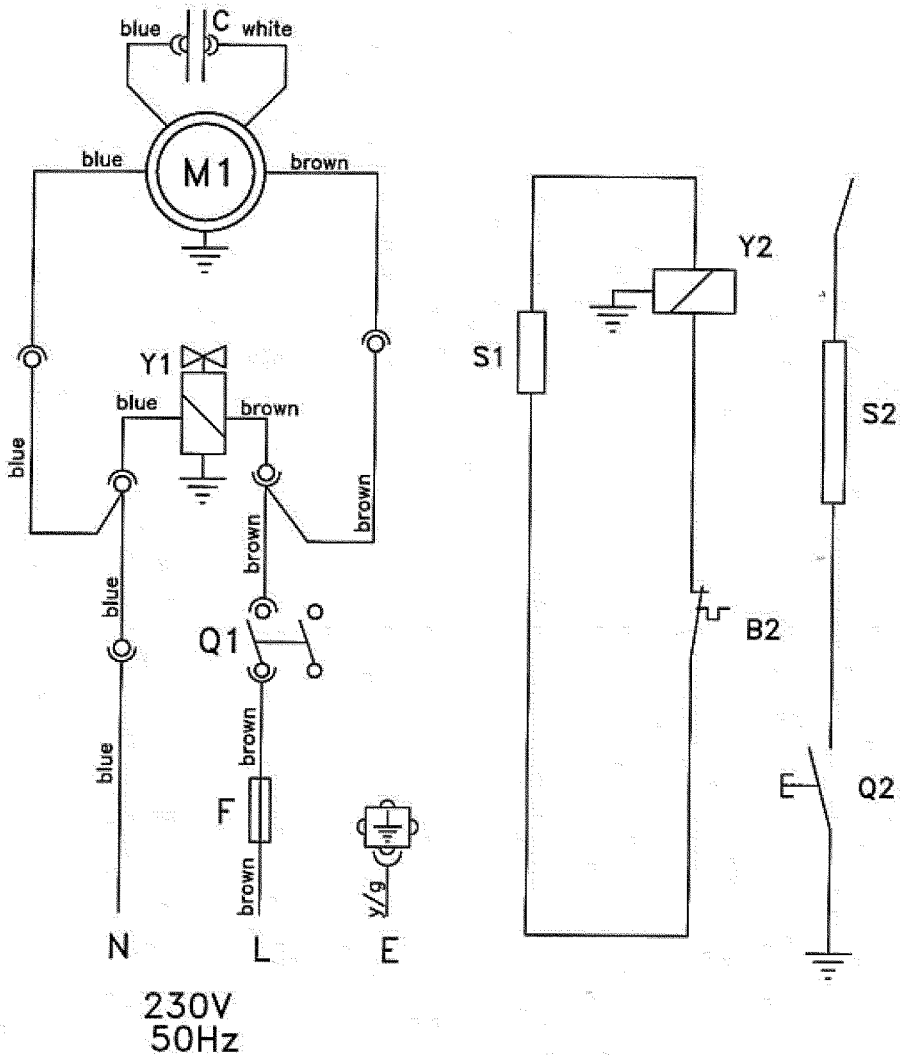 blue C white
M1
blue brown
Y2
Y1
S1
blue brown
S2
blue
brown
brown
blue
Q1
B2
brown
blue
F
Q2
brown
y/g
N L E
230V
50Hz